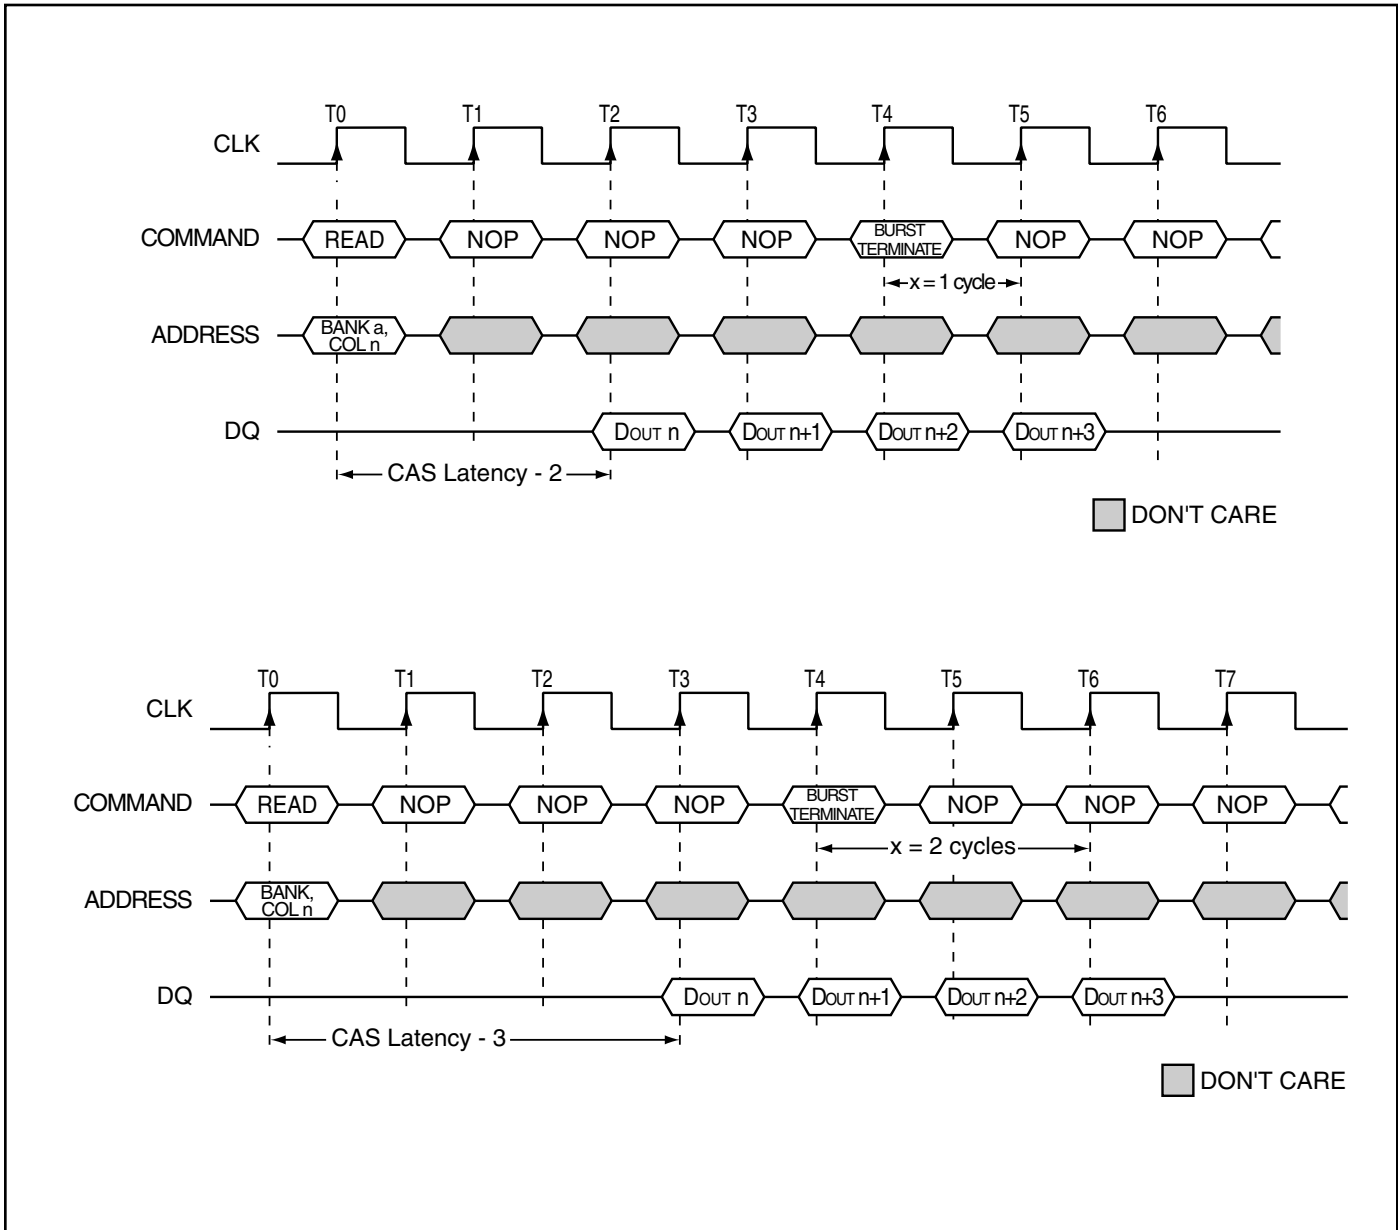 T0 T1 T2 T3 T4 T5 T6
CLK
COMMAND READ NOP NOP NOP BURST TERMINATE NOP NOP
x = 1 cycle
ADDRESS BANK a, COL n
DQ DOUT n DOUT n+1 DOUT n+2 DOUT n+3
CAS Latency - 2
DON'T CARE
T0 T1 T2 T3 T4 T5 T6 T7
CLK
COMMAND READ NOP NOP NOP BURST TERMINATE NOP NOP NOP
x = 2 cycles
ADDRESS BANK, COL n
DQ DOUT n DOUT n+1 DOUT n+2 DOUT n+3
CAS Latency - 3
DON'T CARE